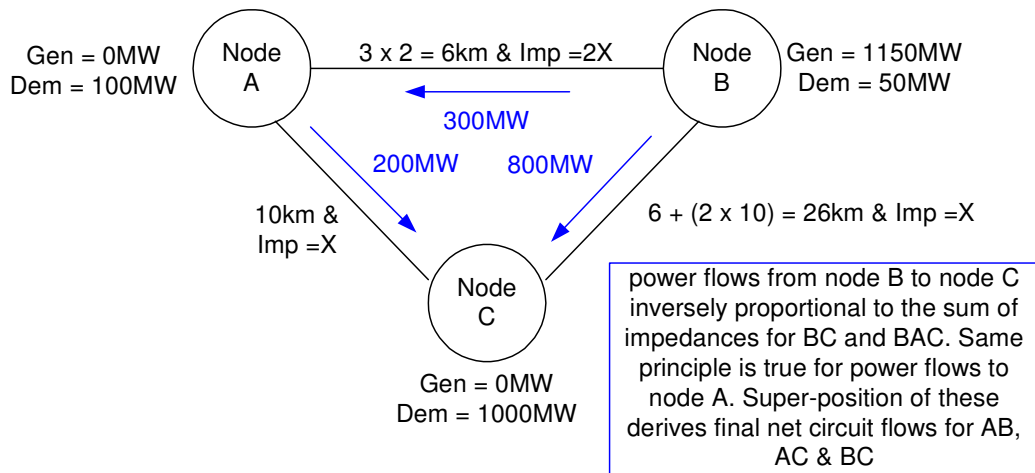 Gen = 0MW
Dem = 100MW
Node
A
3 x 2 = 6km & Imp =2X
Node
B
Gen = 1150MW
Dem = 50MW
300MW
200MW
800MW
10km &
Imp =X
6 + (2 x 10) = 26km & Imp =X
Node
C
Gen = 0MW
Dem = 1000MW
power flows from node B to node C
inversely proportional to the sum of
impedances for BC and BAC. Same
principle is true for power flows to
node A. Super-position of these
derives final net circuit flows for AB,
AC & BC